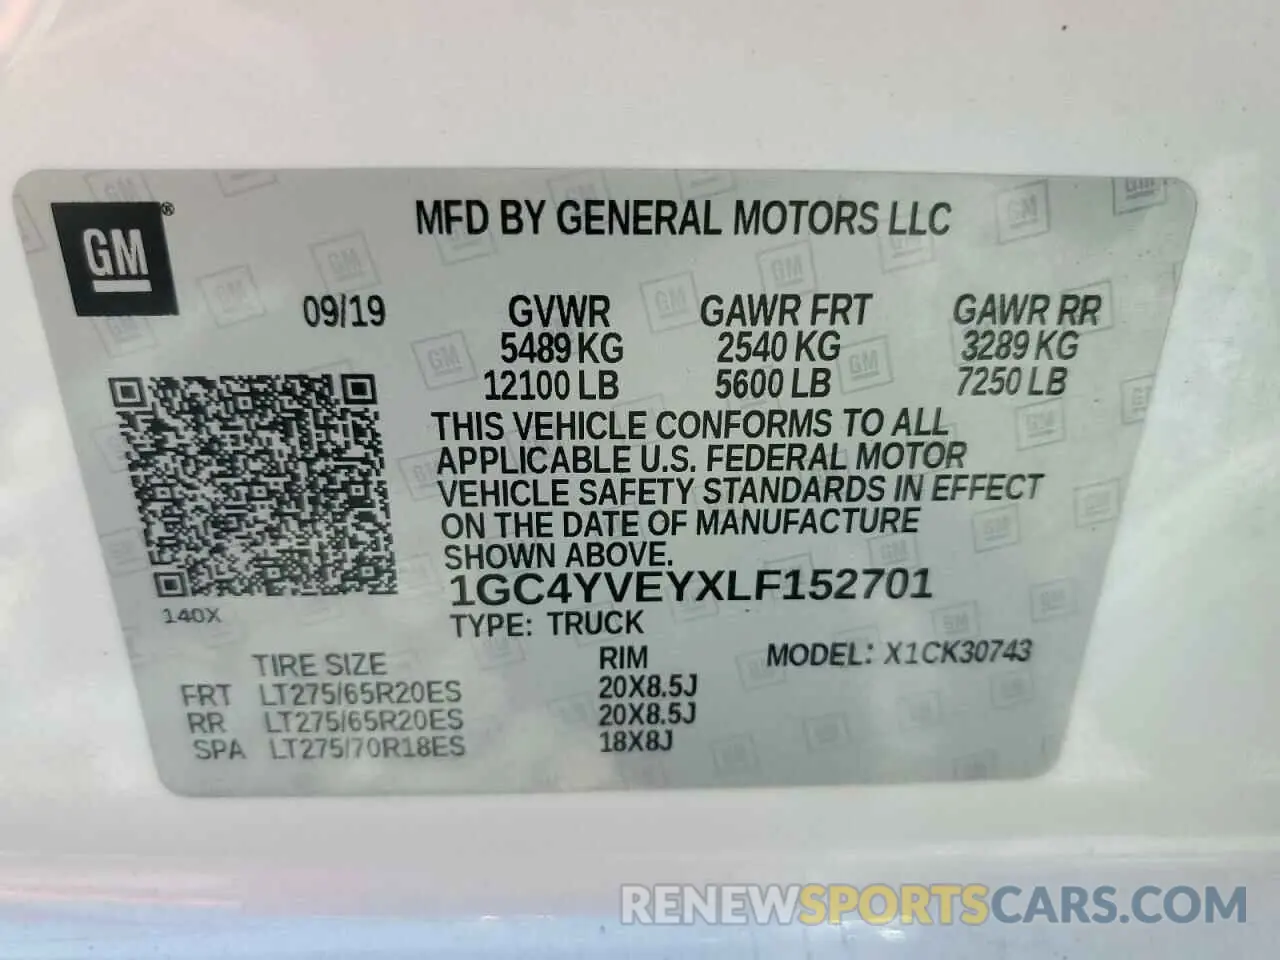 MFD BY GENERAL MOTORS LLC
GM®
09/19 GVWR GAWR FRT GAWR RR
5489 KG 2540 KG 3289 KG
12100 LB 5600 LB 7250 LB
THIS VEHICLE CONFORMS TO ALL
APPLICABLE U.S. FEDERAL MOTOR
VEHICLE SAFETY STANDARDS IN EFFECT
ON THE DATE OF MANUFACTURE
SHOWN ABOVE.
1GC4YVEYXLF152701
140X
TYPE: TRUCK
TIRE SIZE RIM MODEL: X1CK30743
FRT LT275/65R20ES 20X8.5J
RR LT275/65R20ES 20X8.5J
SPA LT275/70R18ES 18X8J
RENEWSPORTSCARS.COM